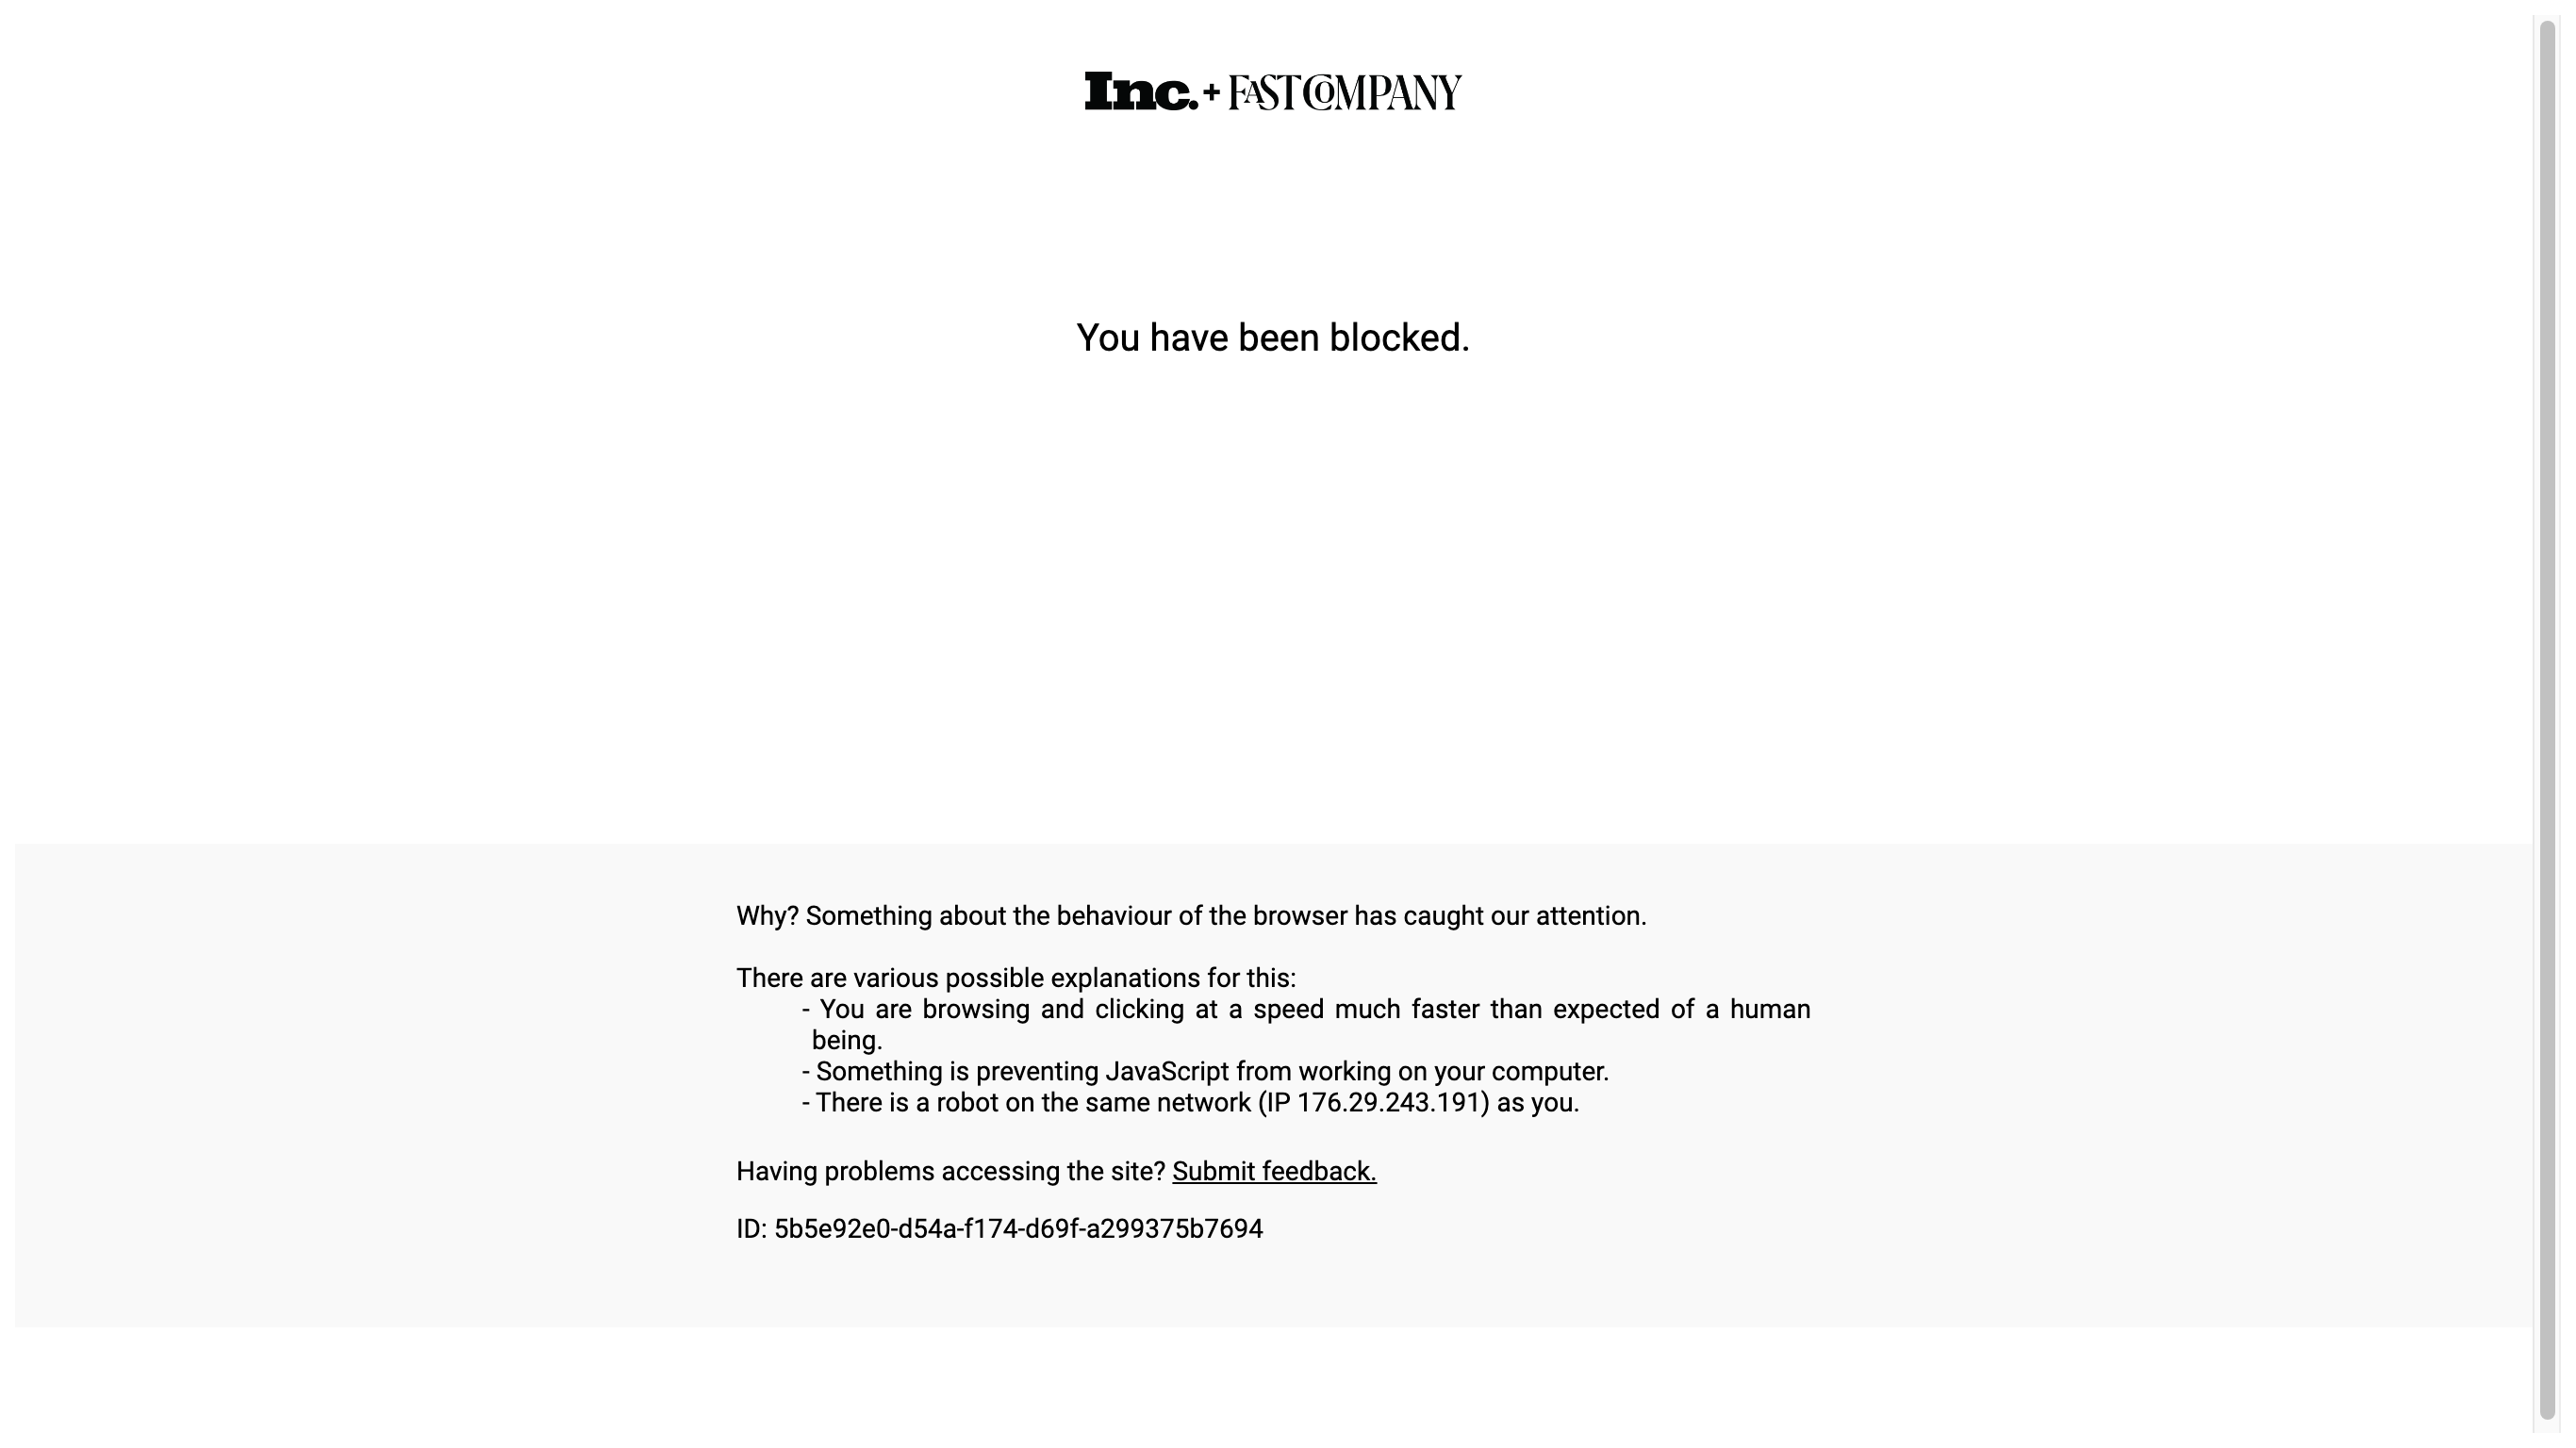 Inc.+ FAST COMPANY
You have been blocked.
Why? Something about the behaviour of the browser has caught our attention.
There are various possible explanations for this:
- You are browsing and clicking at a speed much faster than expected of a human
being.
- Something is preventing JavaScript from working on your computer.
- There is a robot on the same network (IP 176.29.243.191) as you.
Having problems accessing the site? Submit feedback.
ID: 5b5e92e0-d54a-f174-d69f-a299375b7694